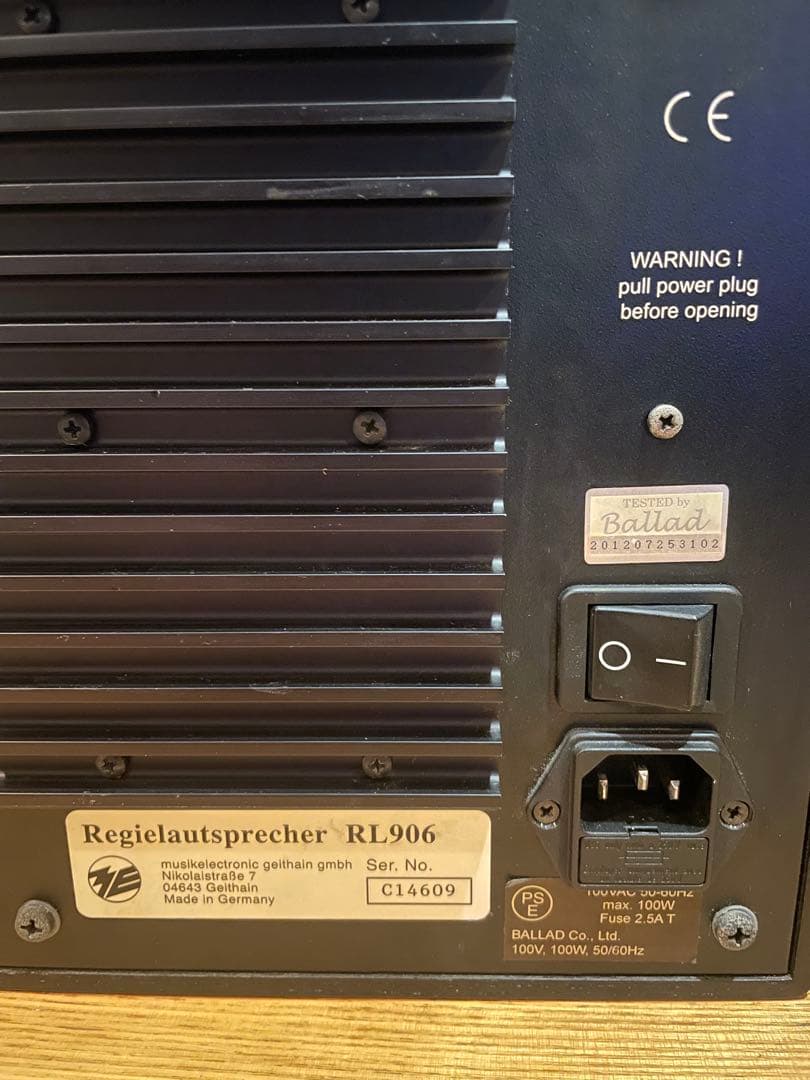 CE
WARNING !
pull power plug
before opening
TESTED by
Ballad
201207253102
O I
Regielautsprecher RL906
musikelectronic geithain gmbh
Nikolaistraße 7
04643 Geithain
Made in Germany
Ser. No.
C14609
PS
E
100VAC 50-60Hz
max. 100W
Fuse 2.5A T
BALLAD Co., Ltd.
100V, 100W, 50/60Hz